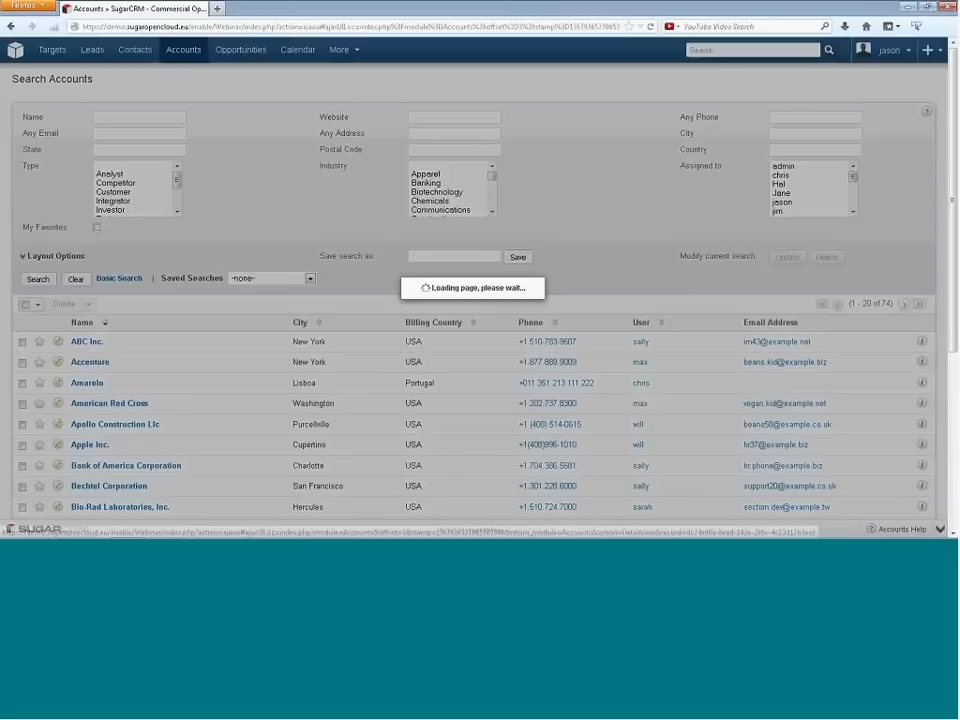 Firefox
Accounts » SugarCRM - Commercial Op...
YouTube Video Search
Targets Leads Contacts Accounts Opportunities Calendar More
Search
jason
Search Accounts
Name Website Any Phone
Any Email Any Address City
State Postal Code Country
Type Industry Assigned to
Analyst
Competitor
Customer
Integrator
Investor
Apparel
Banking
Biotechnology
Chemicals
Communications
admin
chris
Hal
Jane
jason
jim
My Favorites
Layout Options Save search as: Save Modify current search: Update Delete
Search Clear Basic Search | Saved Searches -none-
Loading page, please wait...
Delete (1 - 20 of 74)
Name City Billing Country Phone User Email Address
ABC Inc. New York USA +1 510-783-9607 sally im43@example.net
Accenture New York USA +1.877.889.9009 max beans.kid@example.biz
Amarelo Lisboa Portugal +011 351 213 111 222 chris
American Red Cross Washington USA +1.202.737.8300 max vegan.kid@example.net
Apollo Construction Llc Purcellville USA +1 (408) 514-0615 will beans58@example.co.uk
Apple Inc. Cupertino USA +1(408)996-1010 will hr37@example.biz
Bank of America Corporation Charlotte USA +1.704.386.5681 sally hr.phone@example.biz
Bechtel Corporation San Francisco USA +1.301.228.6000 sally support20@example.co.uk
Bio-Rad Laboratories, Inc. Hercules USA +1.510.724.7000 sarah section.dev@example.tw
SUGAR
Accounts Help